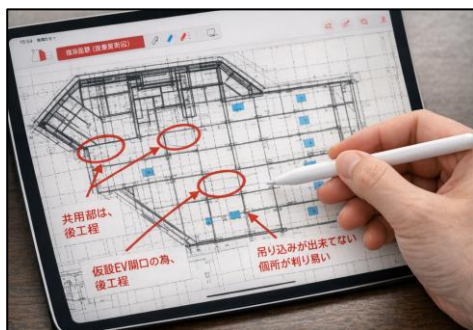 共用部は、
後工程
仮設EV開口の為、
後工程
吊り込みが出来てない
個所が判り易い